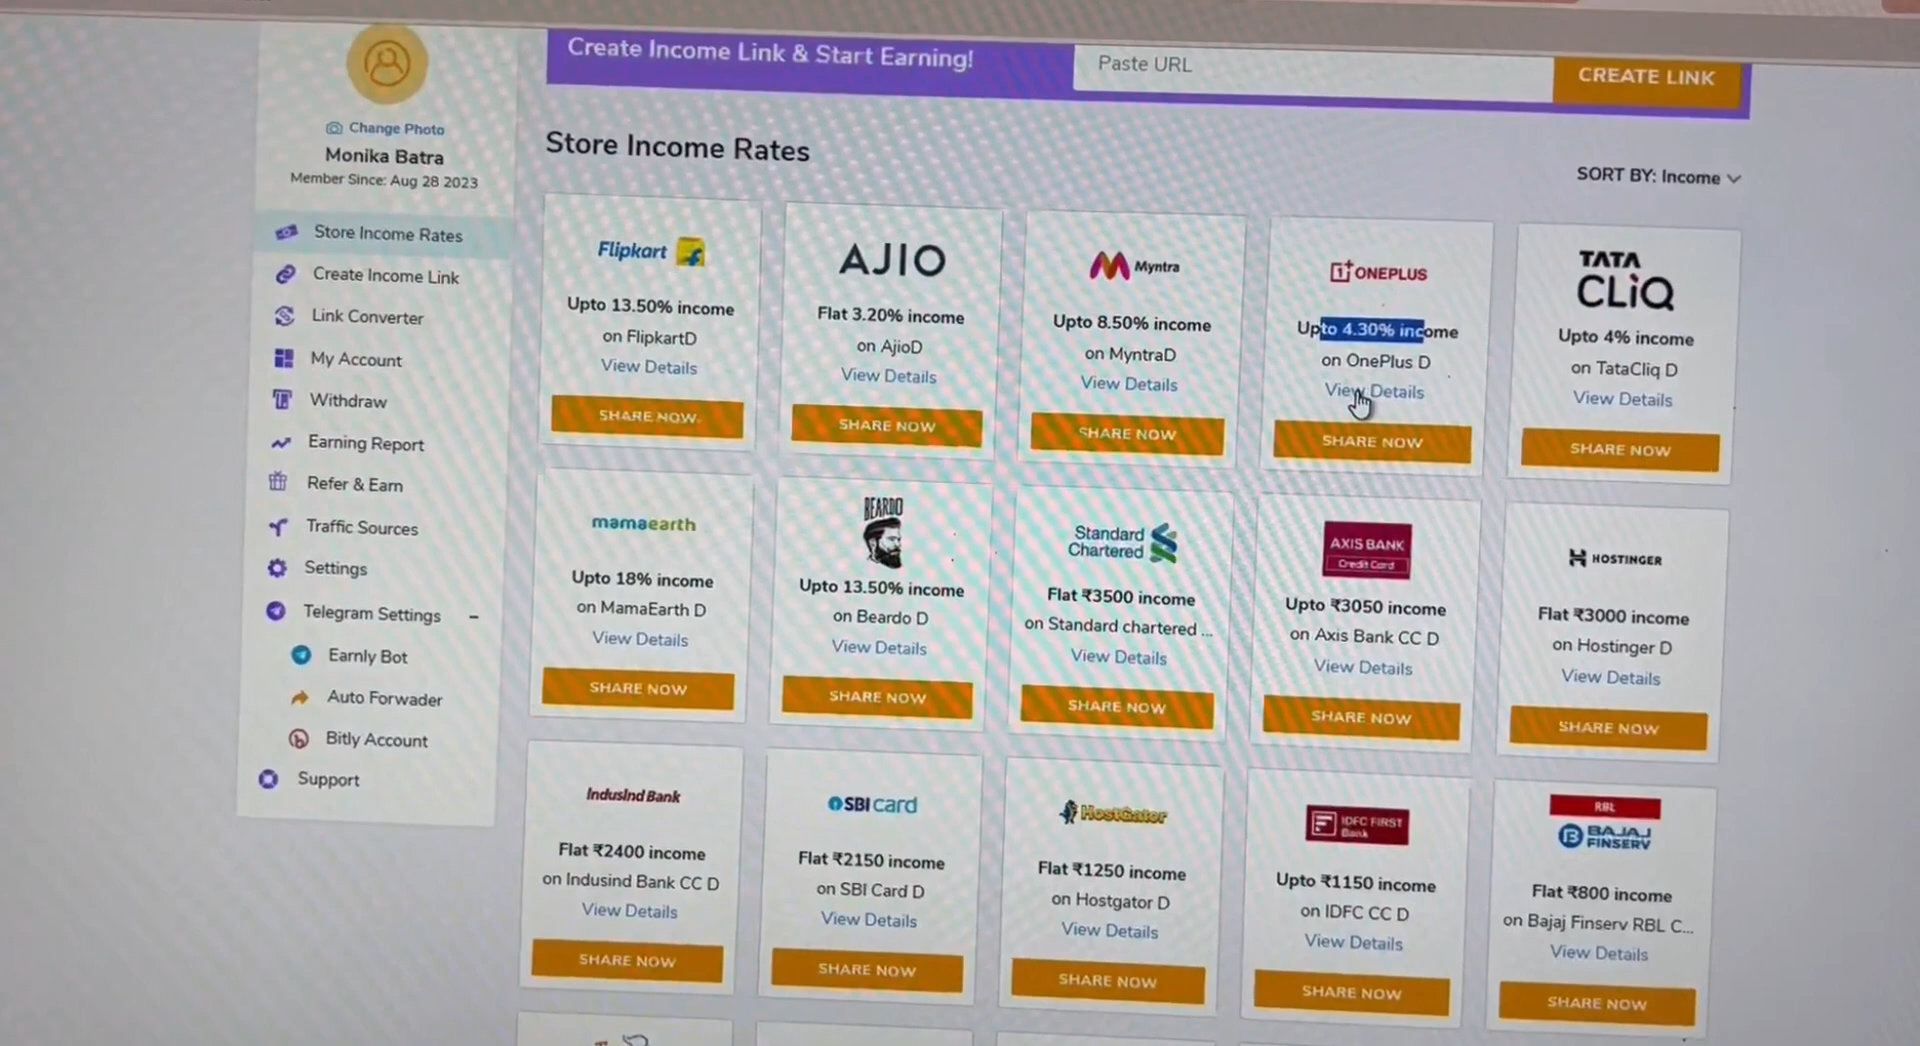 Create Income Link & Start Earning!
Paste URL
CREATE LINK
Change Photo
Monika Batra
Member Since: Aug 28 2023
Store Income Rates
Create Income Link
Link Converter
My Account
Withdraw
Earning Report
Refer & Earn
Traffic Sources
Settings
Telegram Settings -
Earnly Bot
Auto Forwader
Bitly Account
Support
Store Income Rates
SORT BY: Income
Flipkart
Upto 13.50% income
on FlipkartD
View Details
SHARE NOW
AJIO
Flat 3.20% income
on AjioD
View Details
SHARE NOW
Myntra
Upto 8.50% income
on MyntraD
View Details
SHARE NOW
1+ ONEPLUS
Upto 4.30% income
on OnePlus D
View Details
SHARE NOW
TATA
CLiQ
Upto 4% income
on TataCliq D
View Details
SHARE NOW
mamaearth
Upto 18% income
on MamaEarth D
View Details
SHARE NOW
BEARDO
Upto 13.50% income
on Beardo D
View Details
SHARE NOW
Standard
Chartered
Flat ₹3500 income
on Standard chartered ...
View Details
SHARE NOW
AXIS BANK
Credit Card
Upto ₹3050 income
on Axis Bank CC D
View Details
SHARE NOW
HOSTINGER
Flat ₹3000 income
on Hostinger D
View Details
SHARE NOW
IndusInd Bank
Flat ₹2400 income
on Indusind Bank CC D
View Details
SHARE NOW
SBI card
Flat ₹2150 income
on SBI Card D
View Details
SHARE NOW
HostGator
Flat ₹1250 income
on Hostgator D
View Details
SHARE NOW
IDFC FIRST
Bank
Upto ₹1150 income
on IDFC CC D
View Details
SHARE NOW
RBL
B BAJAJ
FINSERV
Flat ₹800 income
on Bajaj Finserv RBL C...
View Details
SHARE NOW